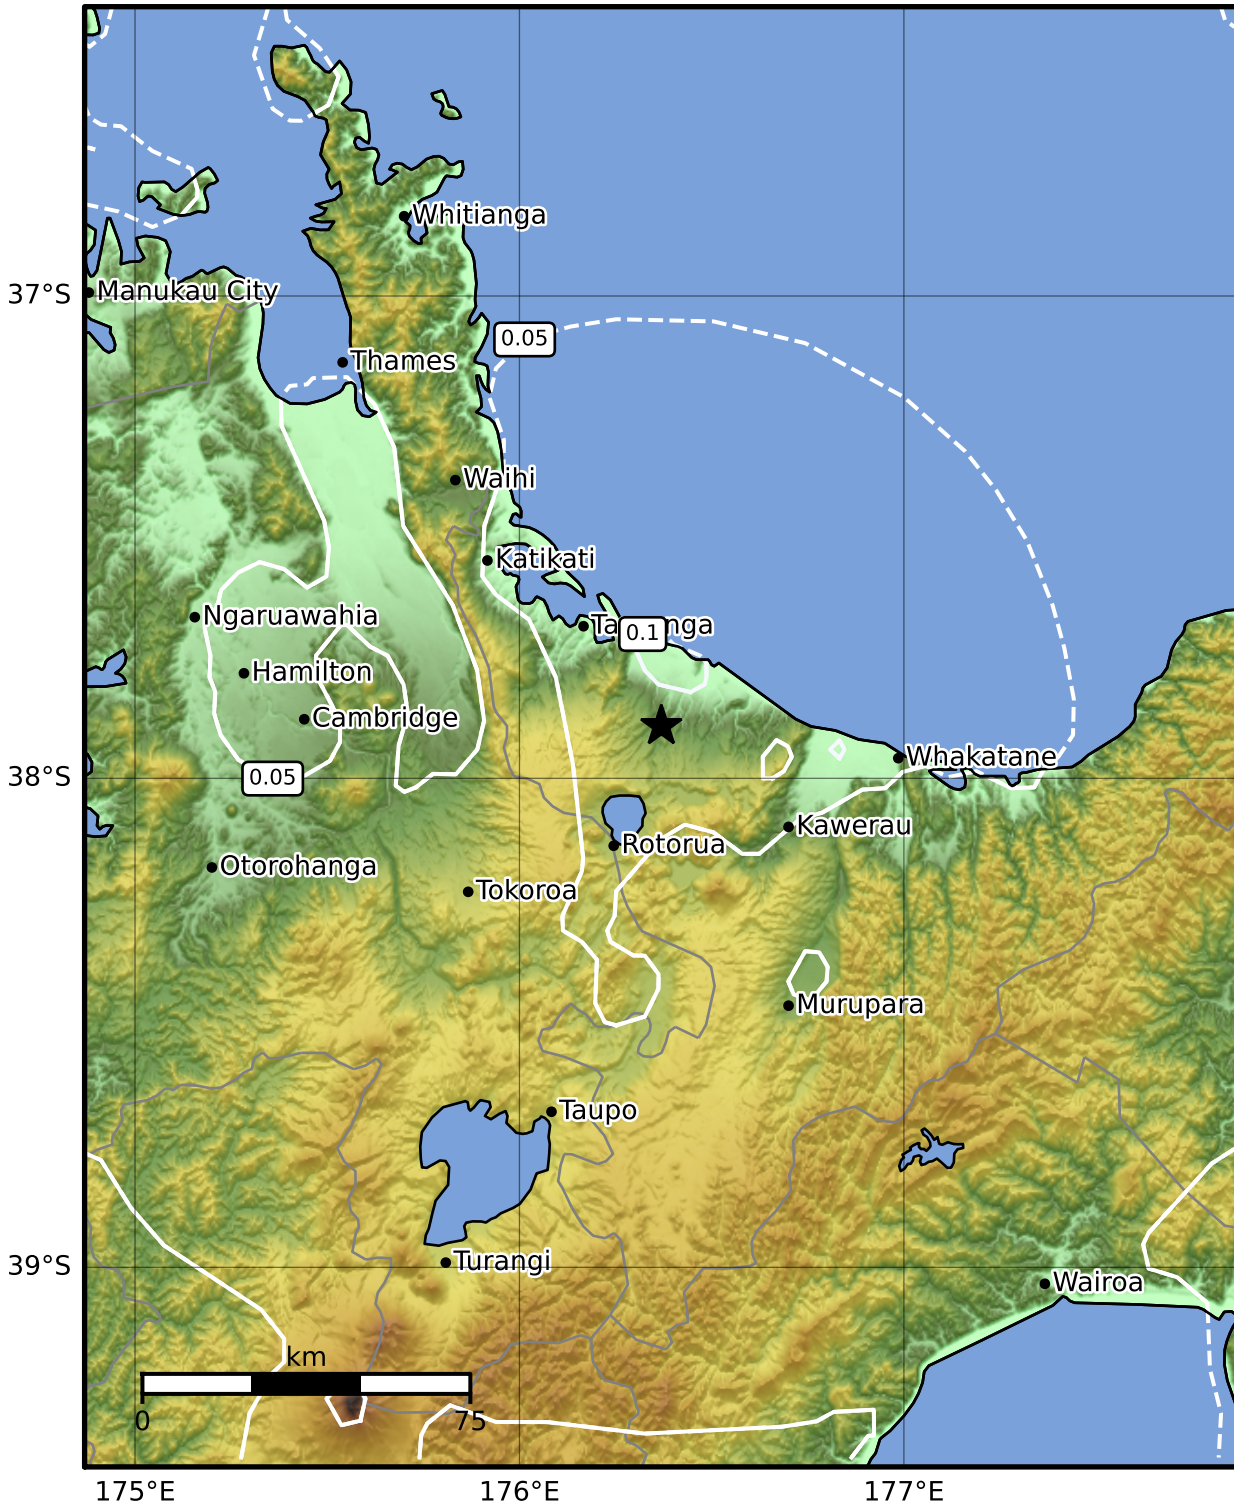 Whitianga
37°S
Manukau City
0.05
Thames
Waihi
Katikati
Ngaruawahia
0.1
Hamilton
Cambridge
Whakatane
38°S
0.05
Kawerau
Rotorua
Otorohanga
Tokoroa
Murupara
Taupo
39°S
Turangi
Wairoa
km
0
75
175°E
176°E
177°E